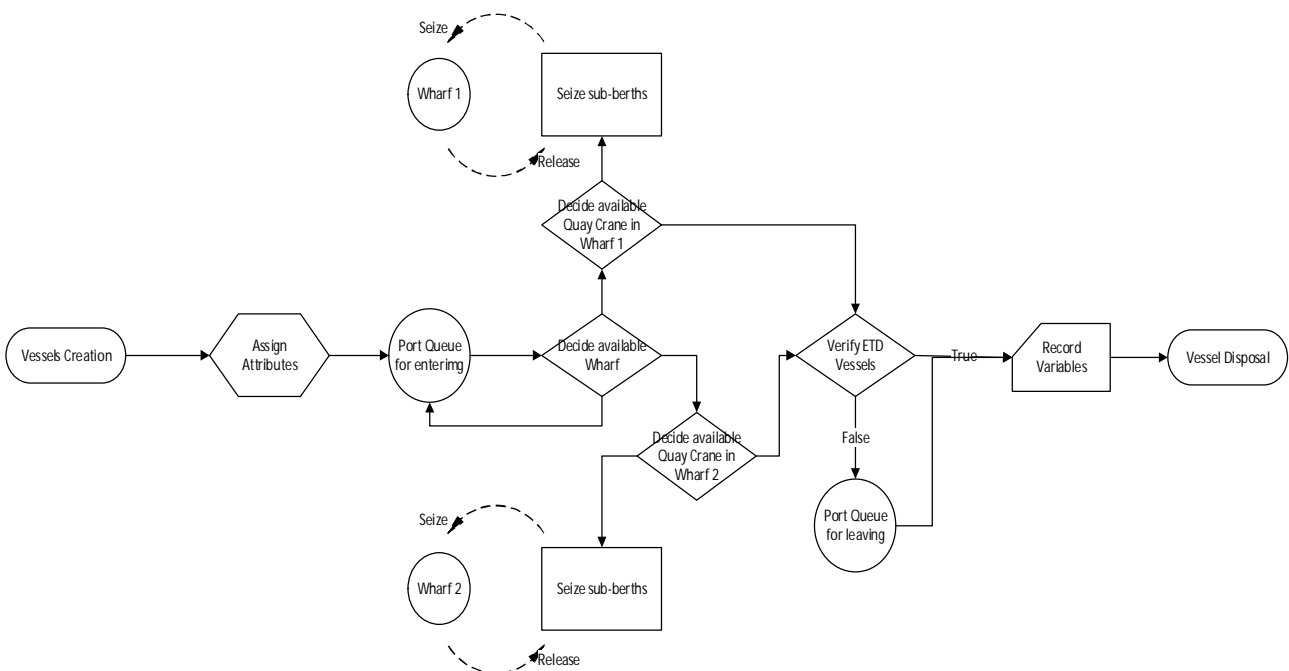 Seize
Wharf 1
Seize sub-berths
Release
Decide available
Quay Crane in
Wharf 1
Vessels Creation
Assign
Attributes
Port Queue
for enterimg
Decide available
Wharf
Verify ETD
Vessels
True
Record
Variables
Vessel Disposal
Decide available
Quay Crane in
Wharf 2
False
Port Queue
for leaving
Seize
Wharf 2
Seize sub-berths
Release